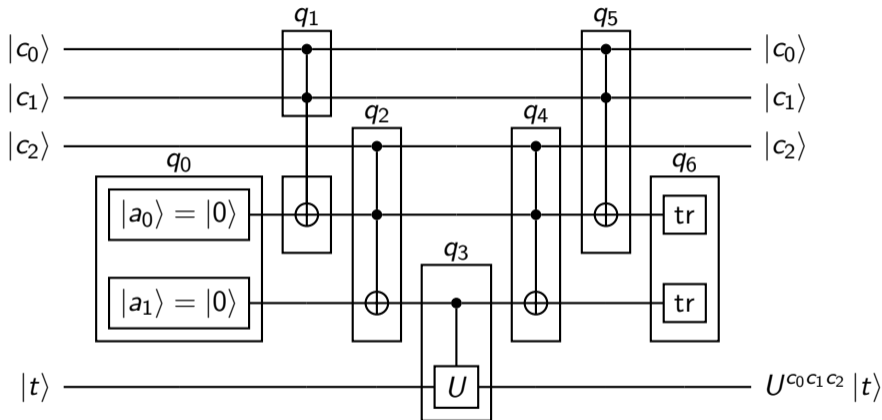 q₁ q₅
|c₀⟩ |c₀⟩
|c₁⟩ |c₁⟩
q₂ q₄
|c₂⟩ |c₂⟩
q₀ q₆
|a₀⟩ = |0⟩ tr
q₃
|a₁⟩ = |0⟩ tr
|t⟩ U U^{c₀c₁c₂} |t⟩